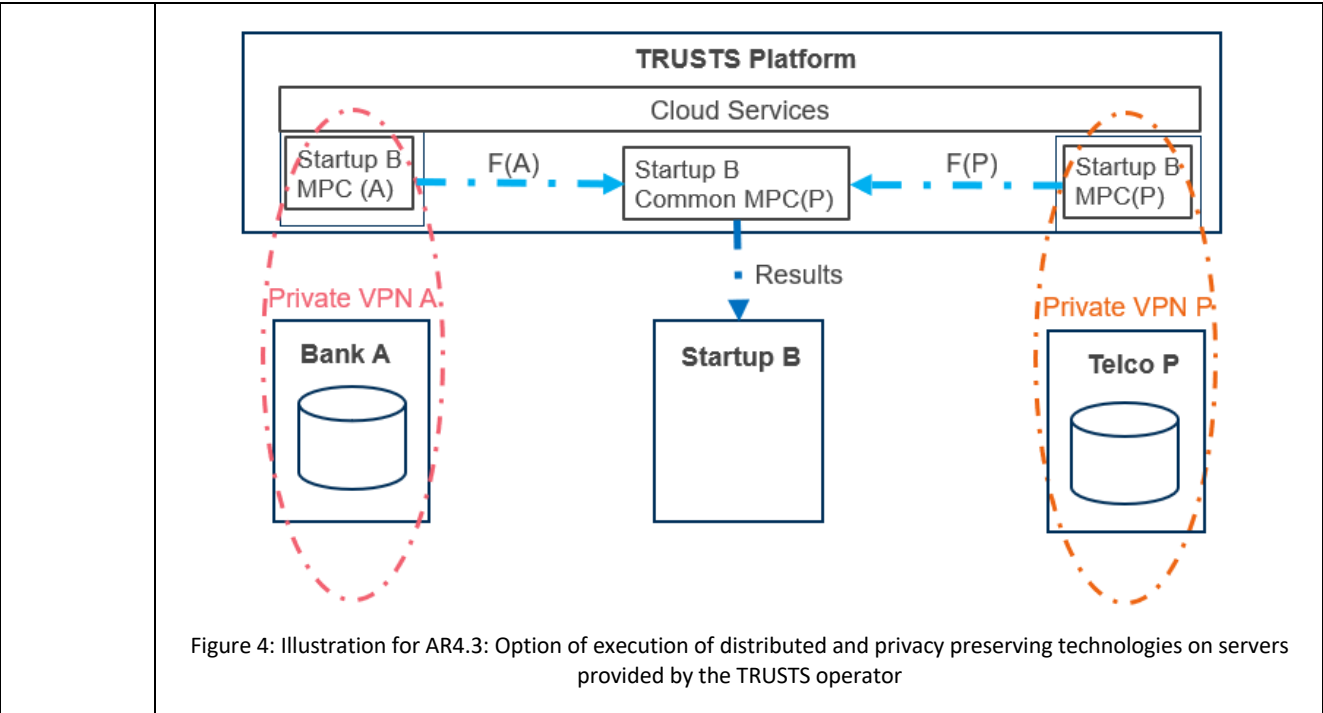 TRUSTS Platform
Cloud Services
Startup B
MPC (A)
F(A)
Startup B
Common MPC(P)
F(P)
Startup B
MPC(P)
Results
Private VPN A
Private VPN P
Bank A
Startup B
Telco P
Figure 4: Illustration for AR4.3: Option of execution of distributed and privacy preserving technologies on servers
provided by the TRUSTS operator